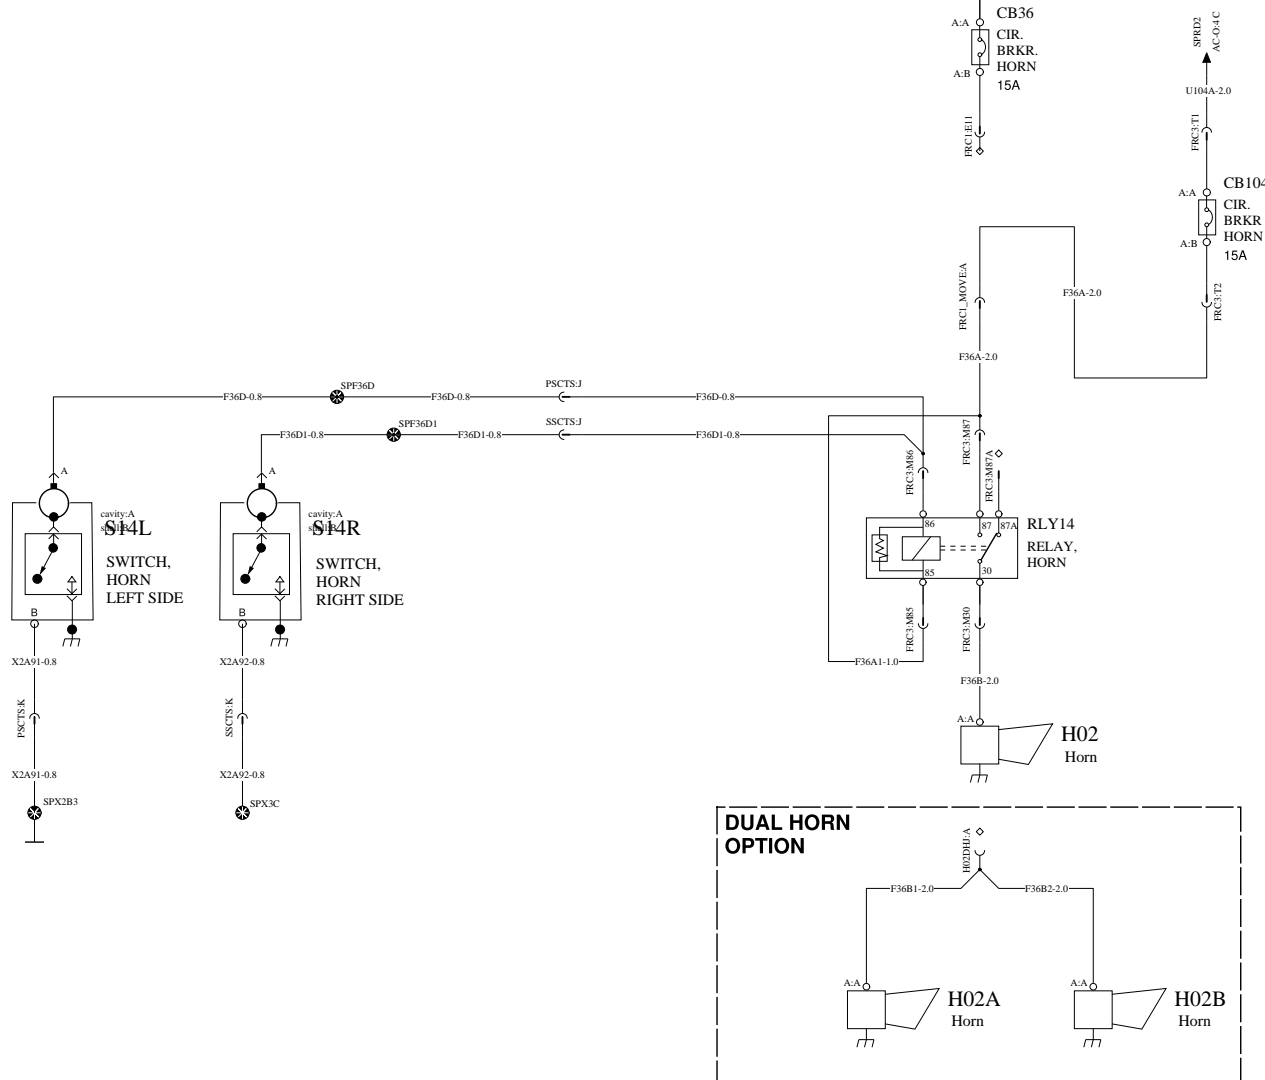 CB36
A:A
CIR.
BRKR.
HORN
A:B
15A
FRC1:E11
SPRD2
AC-O:4 C
U104A-2.0
FRC3:T1
CB104
A:A
CIR.
BRKR
HORN
A:B
15A
FRC3:T2
FRC1_MOVE:A
F36A-2.0
F36A-2.0
F36D-0.8
SPF36D
F36D-0.8
PSCTS:J
F36D-0.8
F36D1-0.8
SPF36D1
F36D1-0.8
SSCTS:J
F36D1-0.8
FRC3:M86
FRC3:M87
FRC3:M87A
A
cavity:A
S14L
SWITCH,
HORN
LEFT SIDE
B
A
cavity:A
S14R
SWITCH,
HORN
RIGHT SIDE
B
86
87
87A
RLY14
RELAY,
HORN
85
30
FRC3:M85
FRC3:M30
F36A1-1.0
F36B-2.0
A:A
H02
Horn
X2A91-0.8
X2A92-0.8
PSCTS:K
SSCTS:K
X2A91-0.8
X2A92-0.8
SPX2B3
SPX3C
DUAL HORN
OPTION
H02DHJ:A
F36B1-2.0
F36B2-2.0
A:A
H02A
Horn
A:A
H02B
Horn